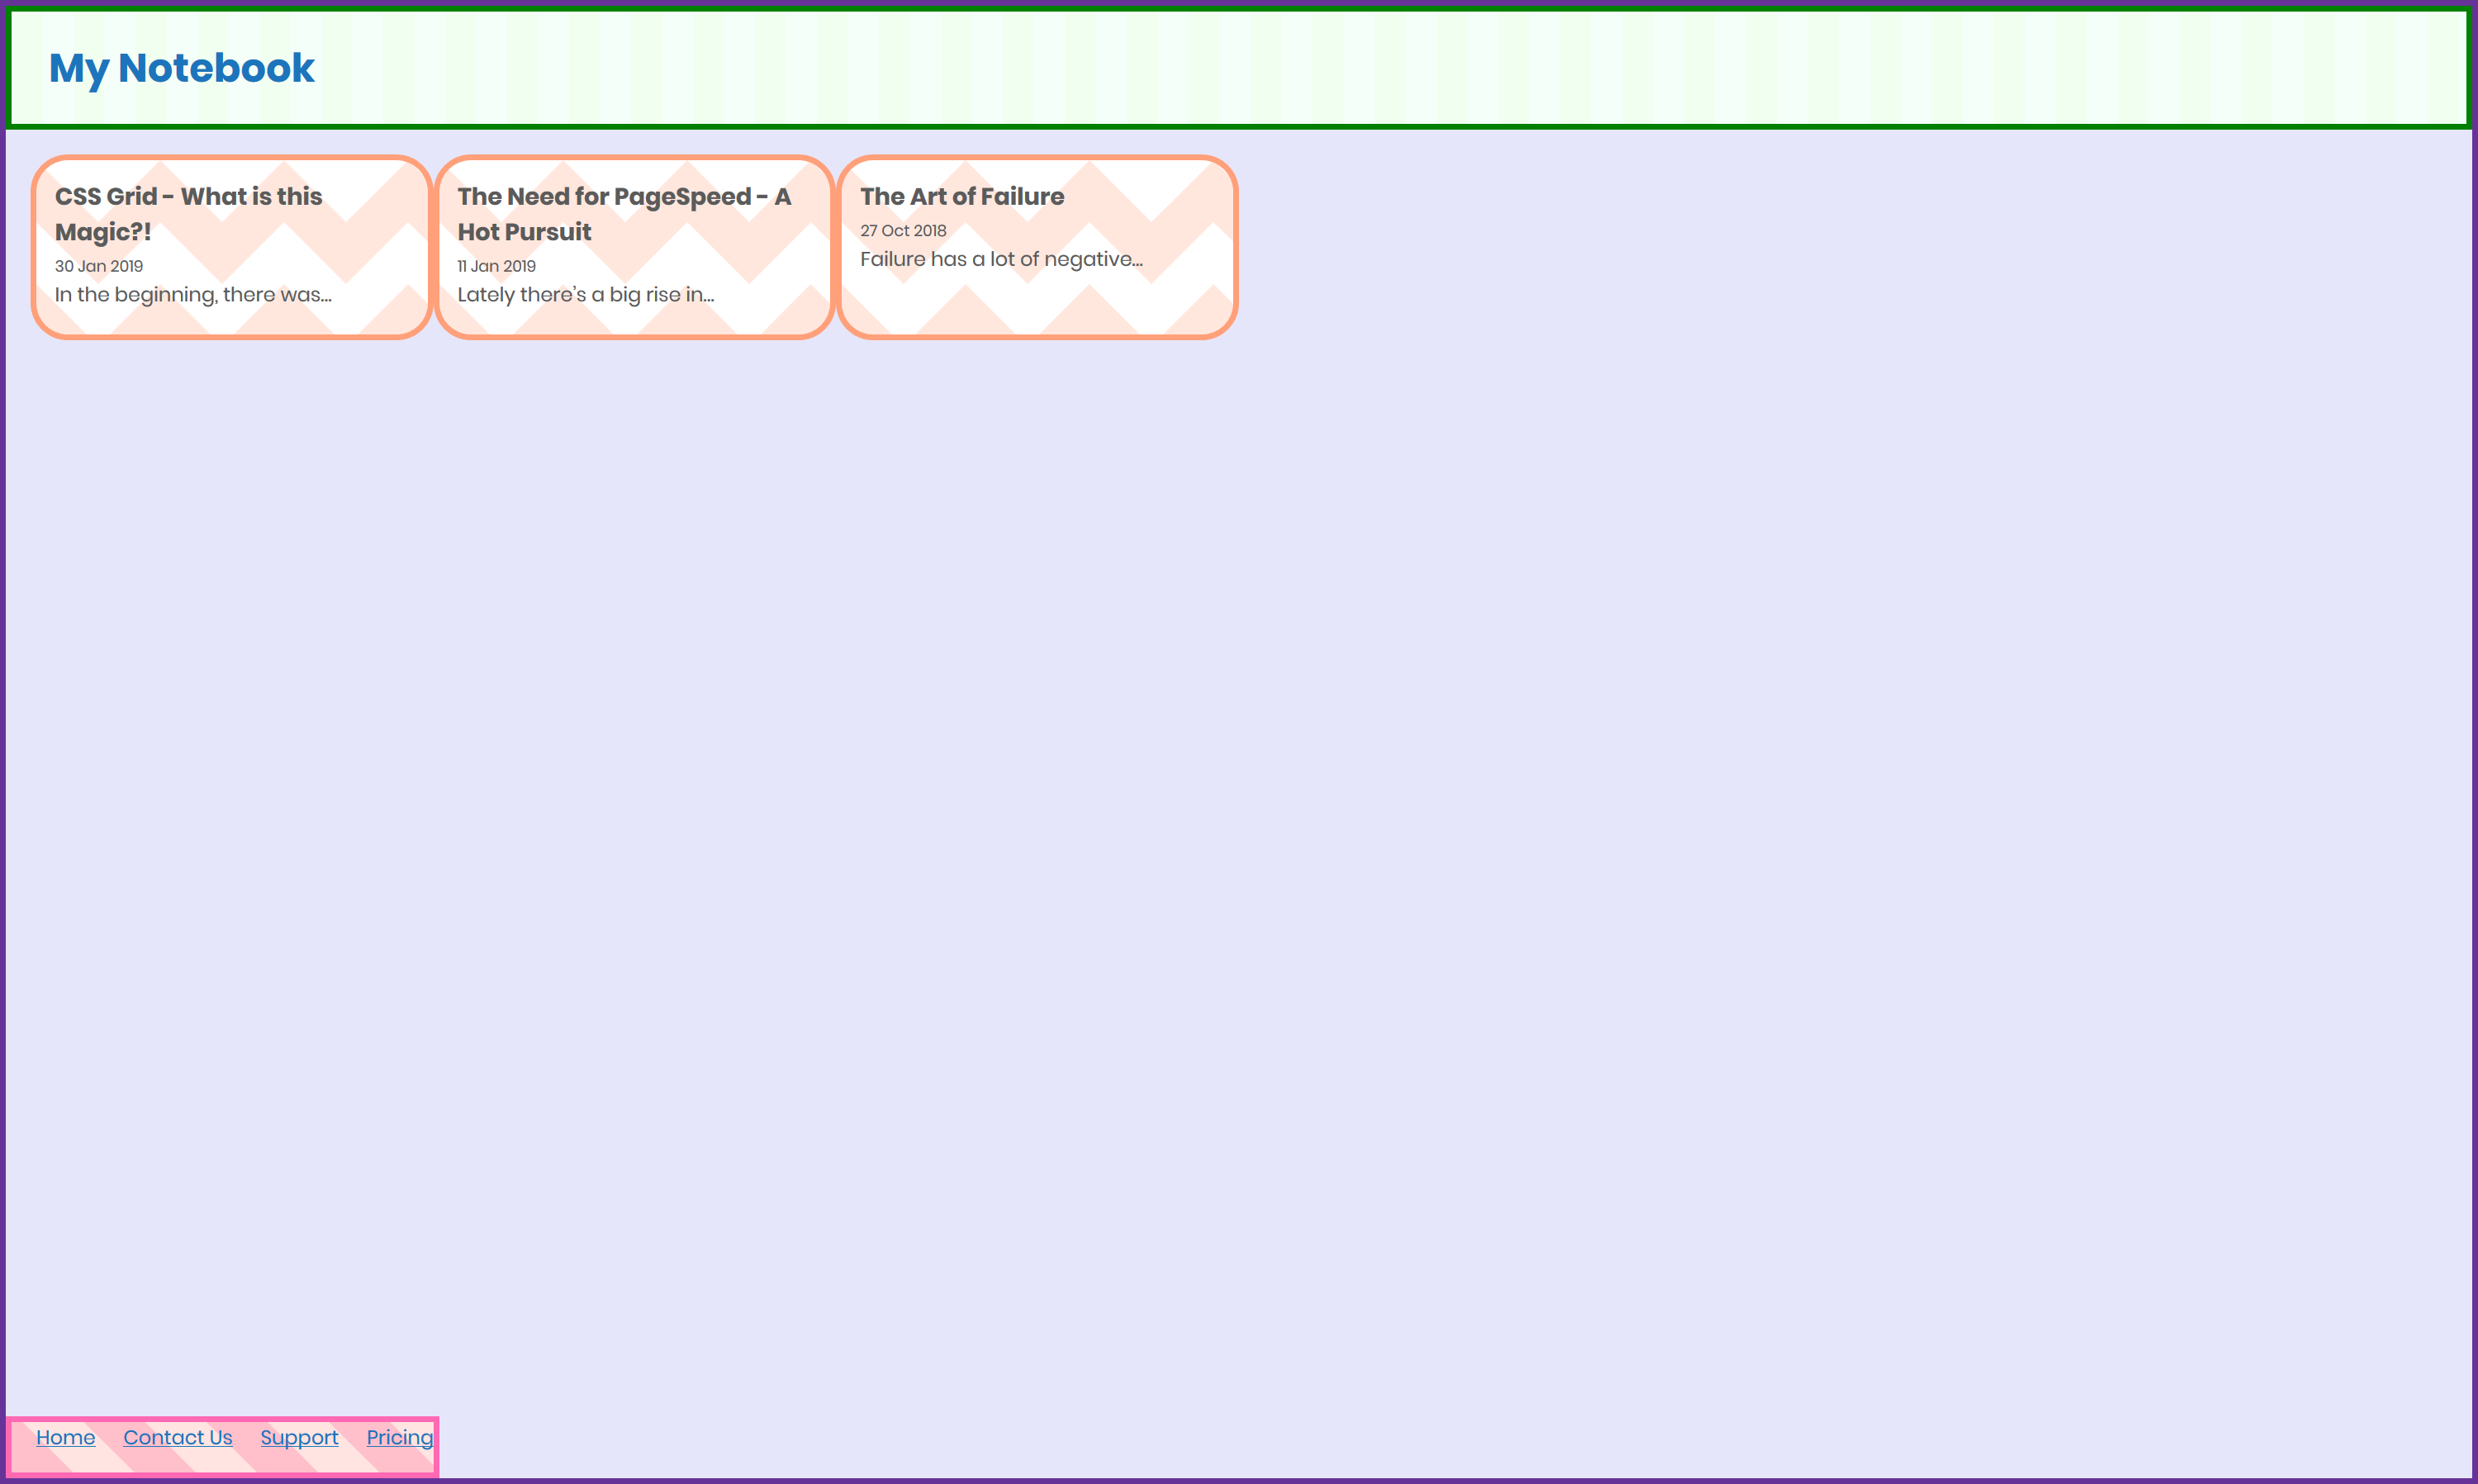 My Notebook
CSS Grid - What is this
Magic?!
30 Jan 2019
In the beginning, there was...
The Need for PageSpeed - A
Hot Pursuit
11 Jan 2019
Lately there's a big rise in...
The Art of Failure
27 Oct 2018
Failure has a lot of negative...
Home Contact Us Support Pricing